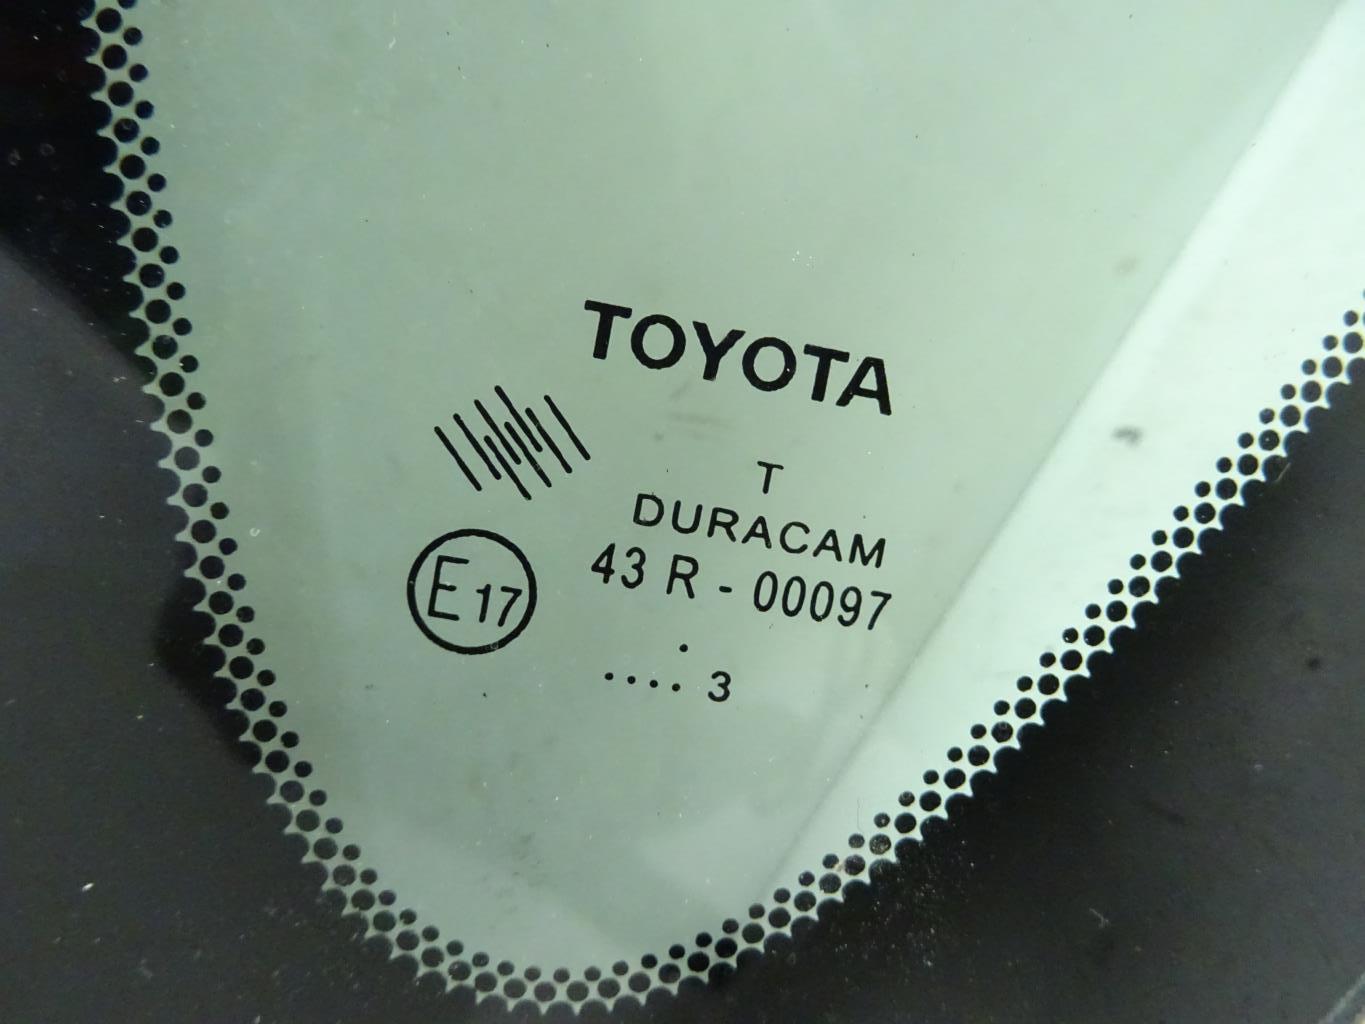 TOYOTA
T
DURACAM
E17
43 R - 00097
.
.... 3